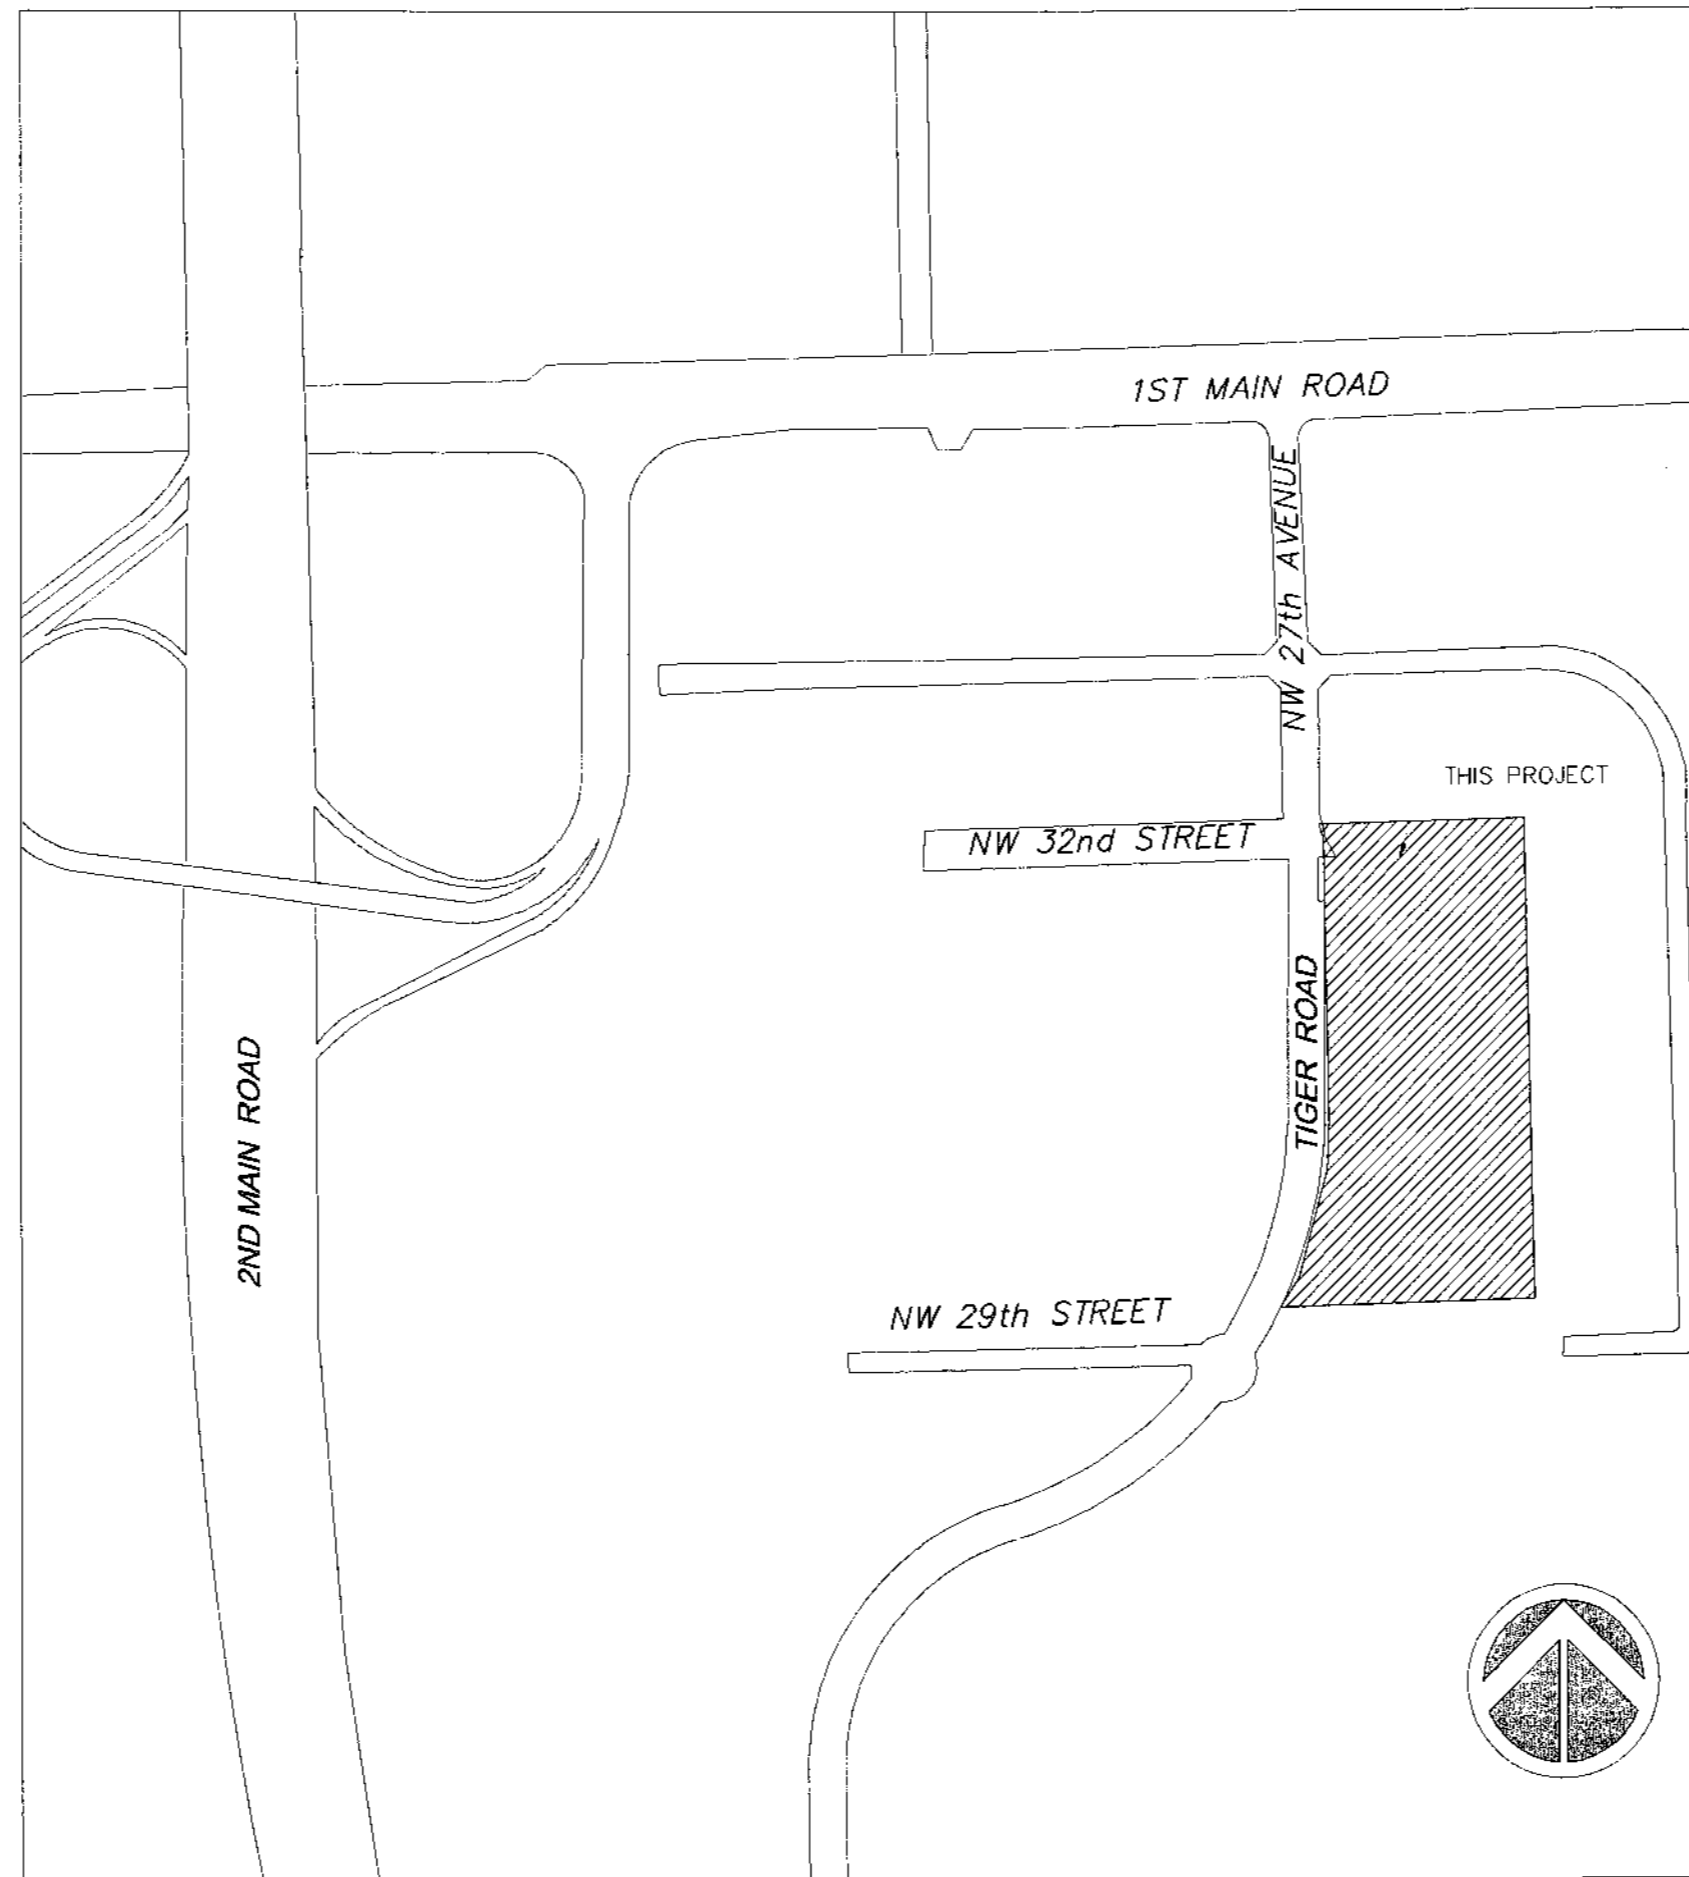 1ST MAIN ROAD
NW 27th AVENUE
THIS PROJECT
NW 32nd STREET
TIGER ROAD
2ND MAIN ROAD
NW 29th STREET